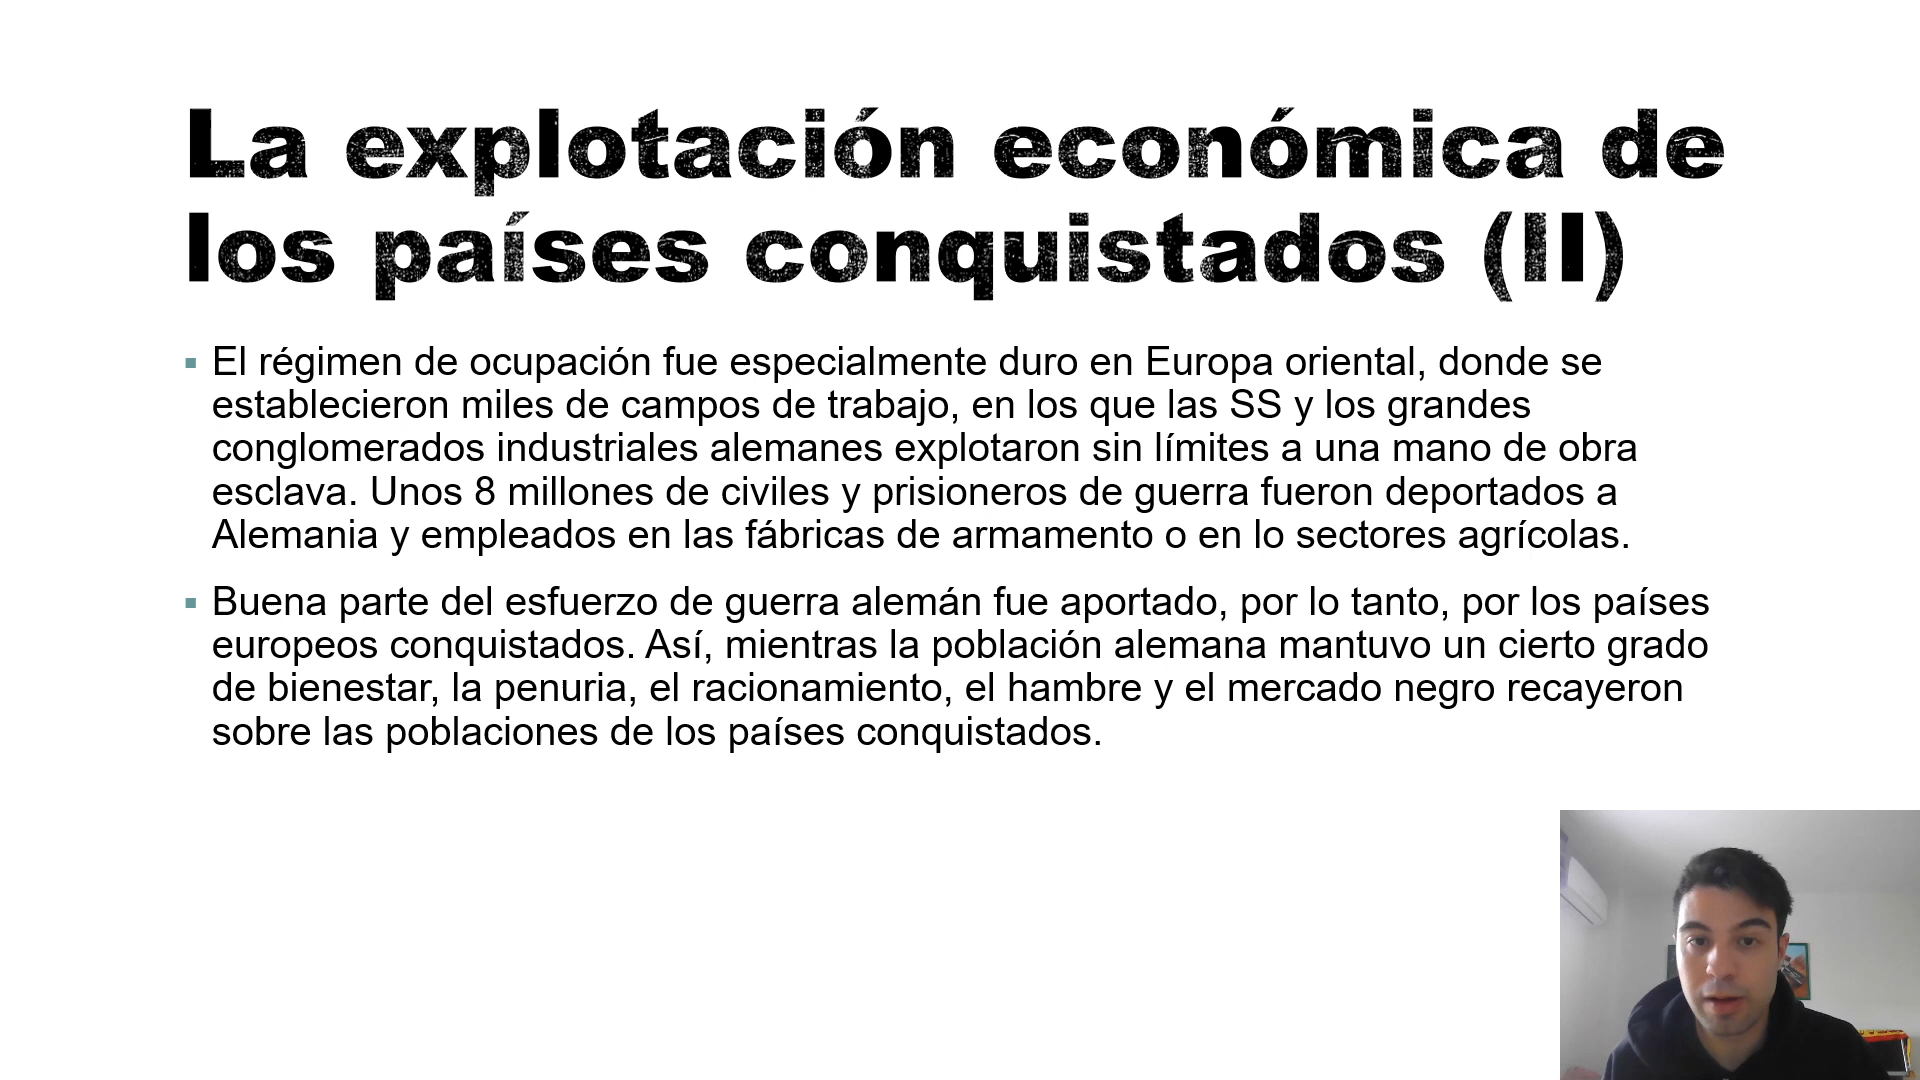 La explotación económica de
los países conquistados (II)
El régimen de ocupación fue especialmente duro en Europa oriental, donde se
establecieron miles de campos de trabajo, en los que las SS y los grandes
conglomerados industriales alemanes explotaron sin límites a una mano de obra
esclava. Unos 8 millones de civiles y prisioneros de guerra fueron deportados a
Alemania y empleados en las fábricas de armamento o en lo sectores agrícolas.
Buena parte del esfuerzo de guerra alemán fue aportado, por lo tanto, por los países
europeos conquistados. Así, mientras la población alemana mantuvo un cierto grado
de bienestar, la penuria, el racionamiento, el hambre y el mercado negro recayeron
sobre las poblaciones de los países conquistados.